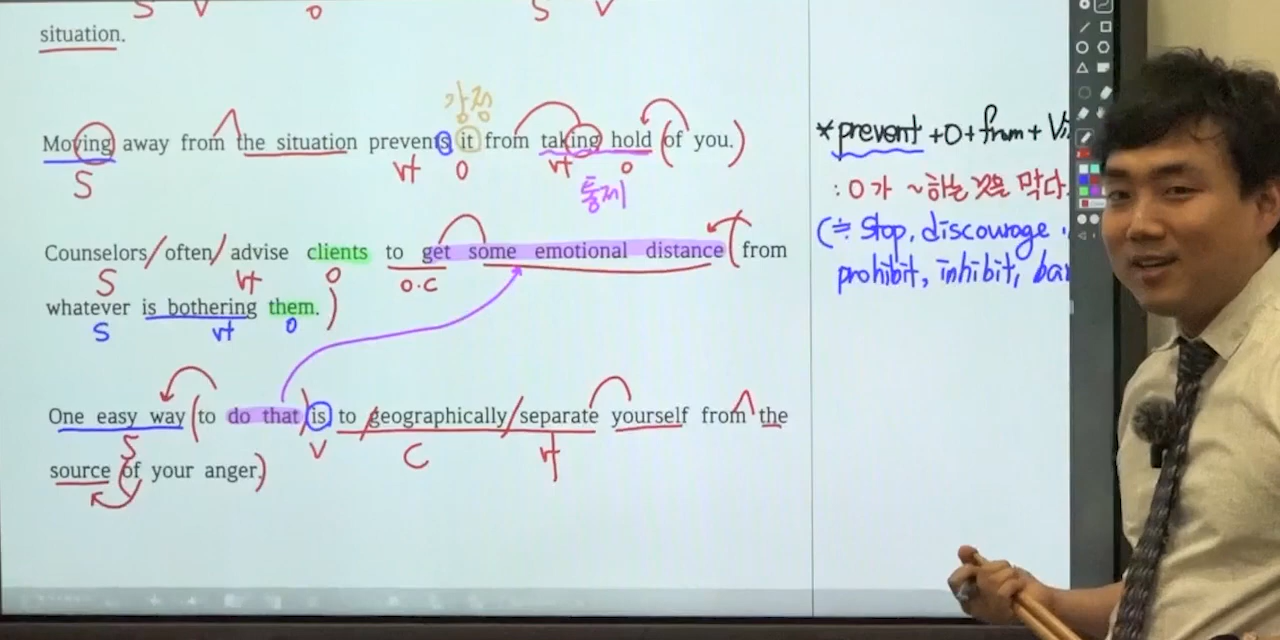 S V O S V
situation.
감정
Moving away from the situation prevents it from taking hold of you.)
S vt O vt O
통제
Counselors/often/advise clients to get some emotional distance (from
S vt O O.C
whatever is bothering them.)
S vt O
One easy way (to do that) is to geographically/separate yourself from the
S V C vt
source of your anger.)
*prevent +O+from+
: O가 ~하는 것을 막다.
(≒ stop, discourage
prohibit, inhibit,